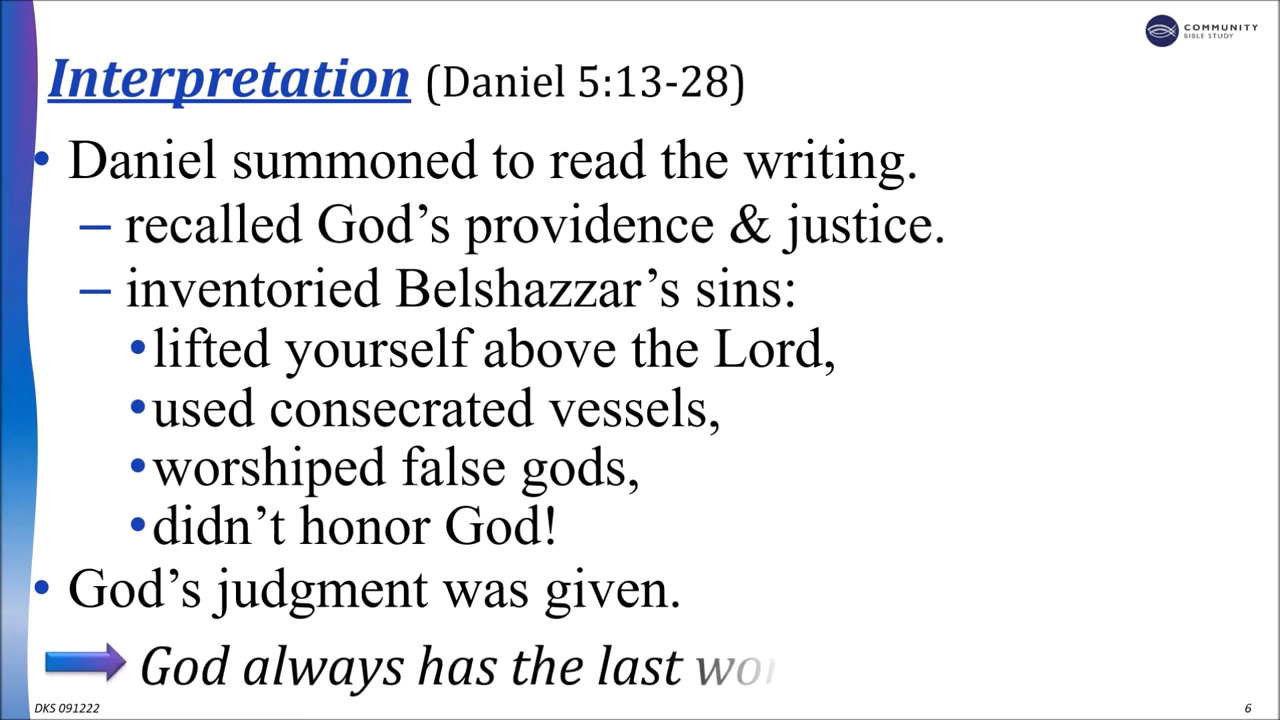 COMMUNITY
BIBLE STUDY
Interpretation (Daniel 5:13-28)
• Daniel summoned to read the writing.
– recalled God’s providence & justice.
– inventoried Belshazzar’s sins:
•lifted yourself above the Lord,
•used consecrated vessels,
•worshiped false gods,
•didn’t honor God!
• God’s judgment was given.
God always has the last
DKS 091222
6